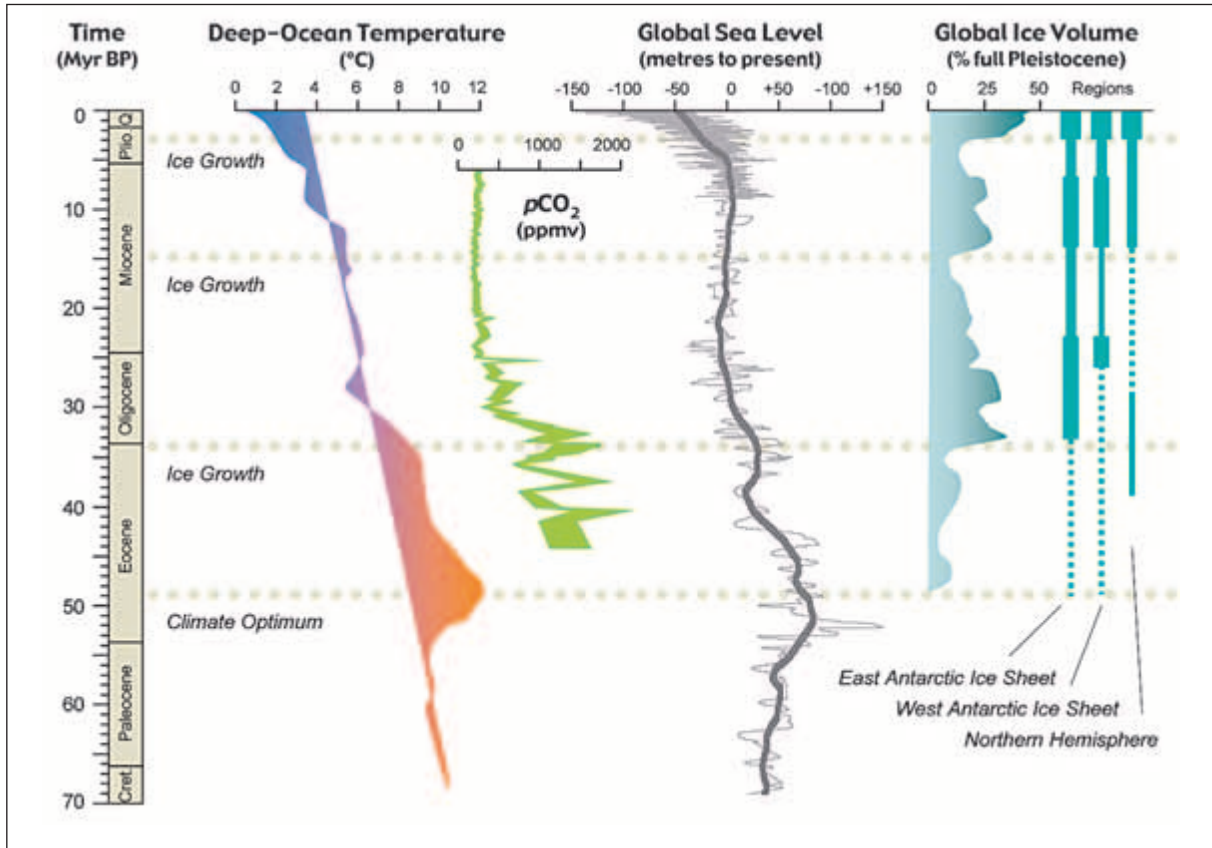 Time
(Myr BP)
Deep-Ocean Temperature
(°C)
Global Sea Level
(metres to present)
Global Ice Volume
(% full Pleistocene)
0 2 4 6 8 10 12
-150 -100 -50 0 +50 -100 +150
0 25 50 Regions
0
10
20
30
40
50
60
70
Q
Plio.
Miocene
Oligocene
Eocene
Paleocene
Cret.
Ice Growth
Ice Growth
Ice Growth
Climate Optimum
0 1000 2000
pCO₂
(ppmv)
East Antarctic Ice Sheet
West Antarctic Ice Sheet
Northern Hemisphere